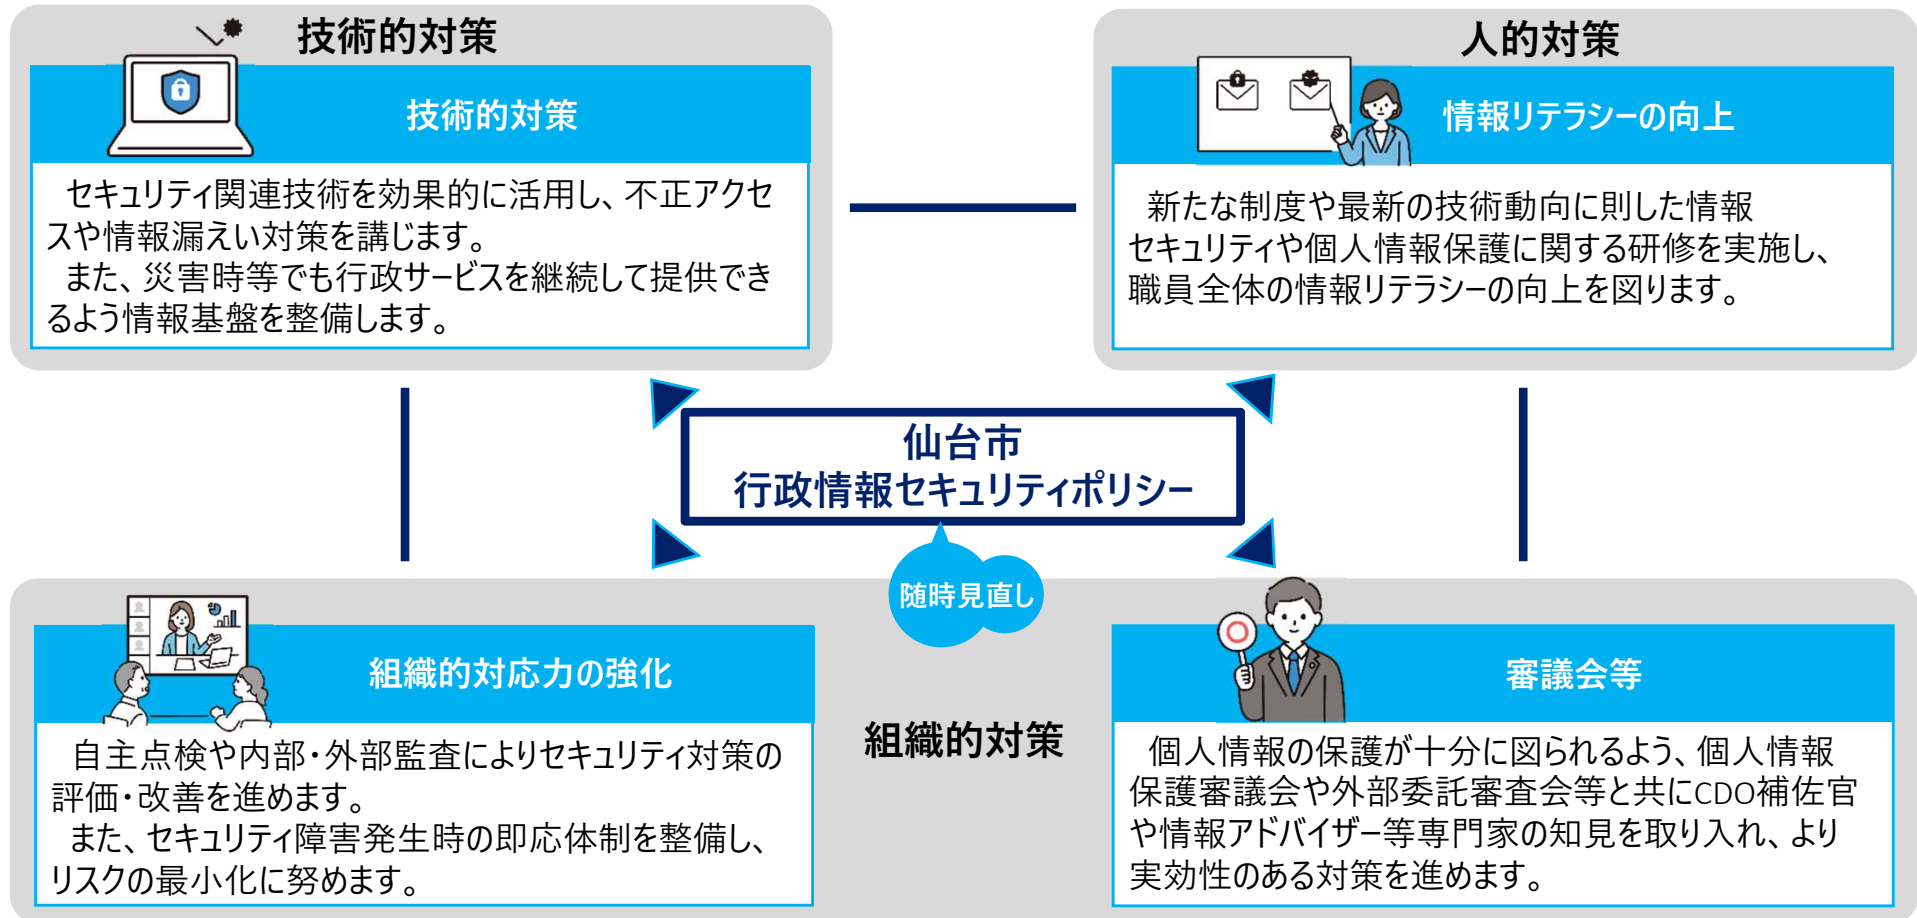 技術的対策
技術的対策
セキュリティ関連技術を効果的に活用し、不正アクセ
スや情報漏えい対策を講じます。
また、災害時等でも行政サービスを継続して提供でき
るよう情報基盤を整備します。
人的対策
情報リテラシーの向上
新たな制度や最新の技術動向に則した情報
セキュリティや個人情報保護に関する研修を実施し、
職員全体の情報リテラシーの向上を図ります。
仙台市
行政情報セキュリティポリシー
随時見直し
組織的対策
組織的対応力の強化
自主点検や内部・外部監査によりセキュリティ対策の
評価・改善を進めます。
また、セキュリティ障害発生時の即応体制を整備し、
リスクの最小化に努めます。
審議会等
個人情報の保護が十分に図られるよう、個人情報
保護審議会や外部委託審査会等と共にCDO補佐官
や情報アドバイザー等専門家の知見を取り入れ、より
実効性のある対策を進めます。